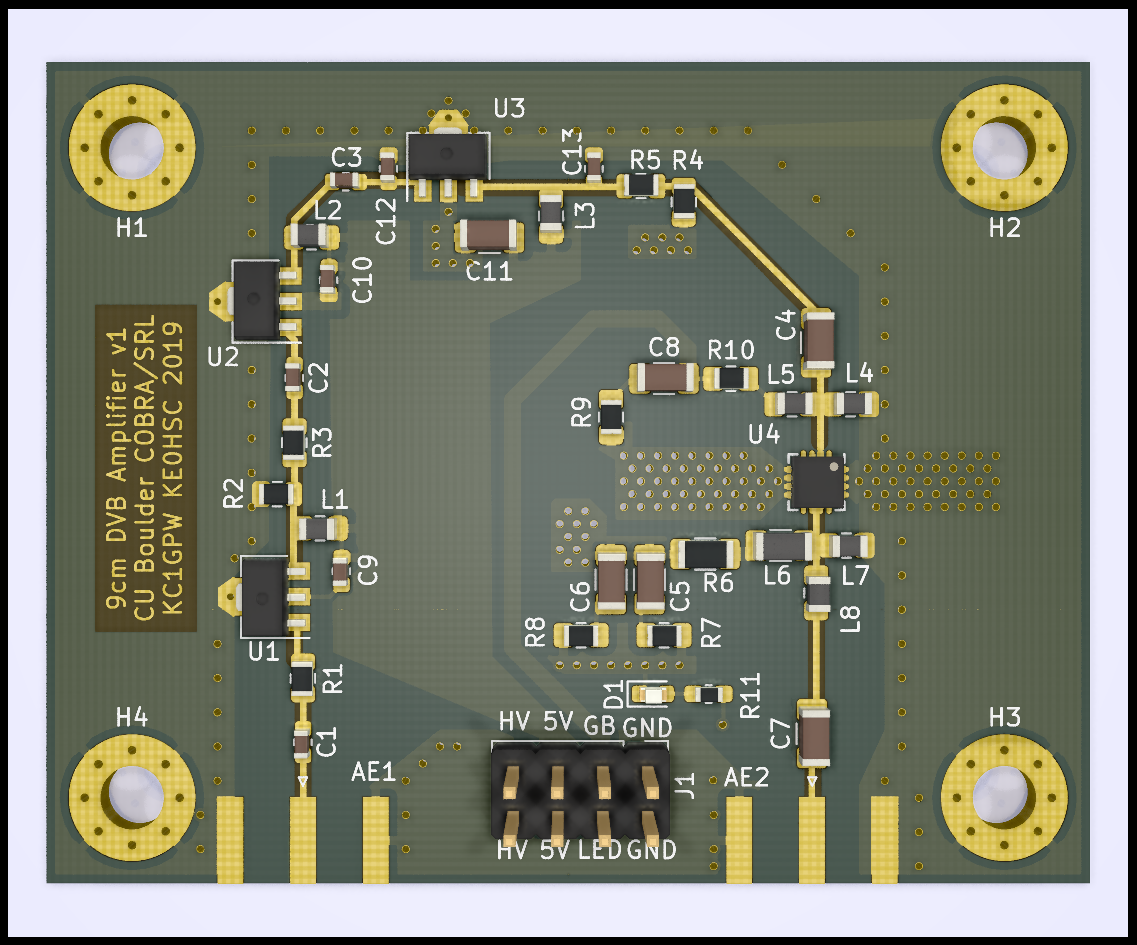 U3
C3
C13
R5
R4
H1
L2
C12
L3
H2
C10
C11
U2
C4
C8
R10
L5
L4
C2
R9
U4
R3
9cm DVB Amplifier v1
CU Boulder COBRA/SRL
KC1GPW KE0HSC 2019
R2
L1
C9
R6
L6
L7
C6
C5
L8
U1
R8
R7
R1
D1
R11
H4
HV 5V GB GND
H3
C1
C7
AE1
J1
AE2
HV 5V LED GND